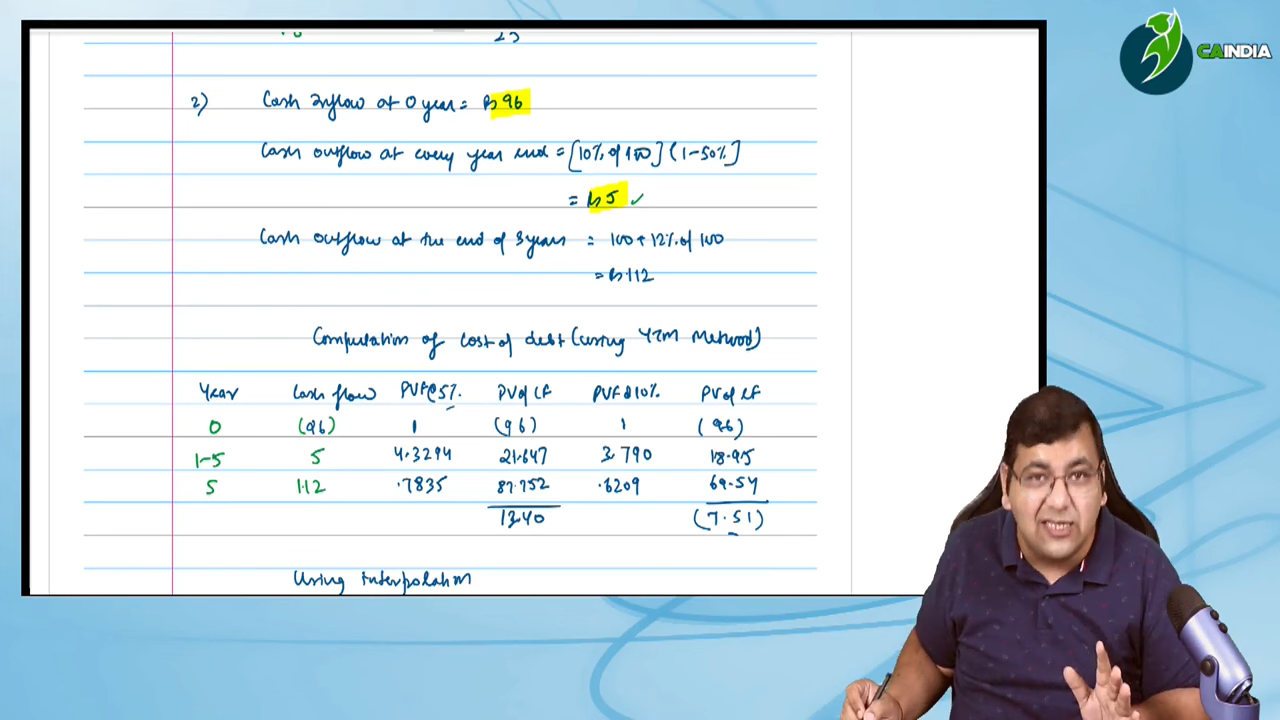 CAINDIA
2) Cash Inflow at 0 year = Rs 96
Cash outflow at every year end = [10% of 100] (1-50%]
= Rs 5 ✓
Cash outflow at the end of 5 years = 100 + 12% of 100
= Rs 112
Computation of cost of debt (using YTM Method)
Year Cash flow PVF@5% PV of CF PVF@10% PV of CF
0 (96) 1 (96) 1 (96)
1-5 5 4.3294 21.647 3.790 18.95
5 112 .7835 87.752 .6209 69.54
13.40 (7.51)
Using interpolation